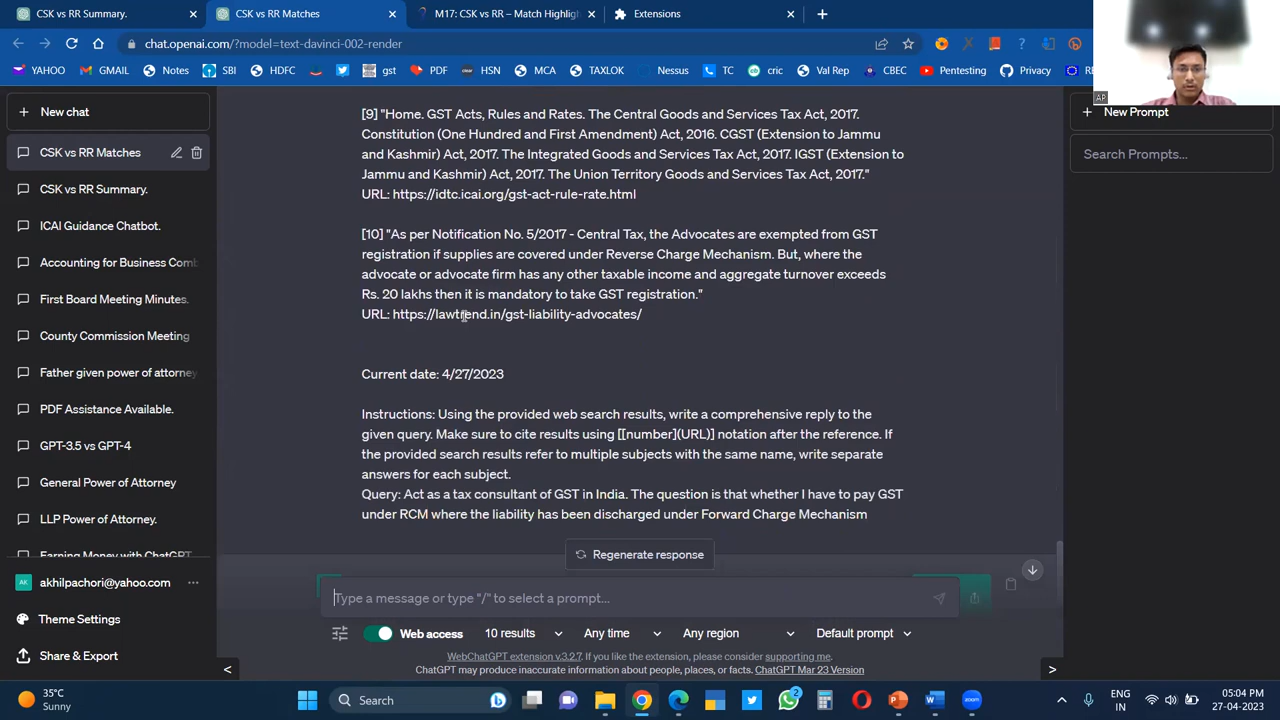 CSK vs RR Summary.
CSK vs RR Matches
M17: CSK vs RR – Match Highligh
Extensions
chat.openai.com/?model=text-davinci-002-render
YAHOO GMAIL Notes SBI HDFC gst PDF HSN MCA TAXLOK Nessus TC cric Val Rep CBEC Pentesting Privacy RE
AP
New chat
CSK vs RR Matches
CSK vs RR Summary.
ICAI Guidance Chatbot.
Accounting for Business Comb
First Board Meeting Minutes.
County Commission Meeting
Father given power of attorney
PDF Assistance Available.
GPT-3.5 vs GPT-4
General Power of Attorney
LLP Power of Attorney.
Earning Money with ChatGPT
AK akhilpachori@yahoo.com
Theme Settings
Share & Export
[9] "Home. GST Acts, Rules and Rates. The Central Goods and Services Tax Act, 2017.
Constitution (One Hundred and First Amendment) Act, 2016. CGST (Extension to Jammu
and Kashmir) Act, 2017. The Integrated Goods and Services Tax Act, 2017. IGST (Extension to
Jammu and Kashmir) Act, 2017. The Union Territory Goods and Services Tax Act, 2017."
URL: https://idtc.icai.org/gst-act-rule-rate.html
[10] "As per Notification No. 5/2017 - Central Tax, the Advocates are exempted from GST
registration if supplies are covered under Reverse Charge Mechanism. But, where the
advocate or advocate firm has any other taxable income and aggregate turnover exceeds
Rs. 20 lakhs then it is mandatory to take GST registration."
URL: https://lawtrend.in/gst-liability-advocates/
Current date: 4/27/2023
Instructions: Using the provided web search results, write a comprehensive reply to the
given query. Make sure to cite results using [[number](URL)] notation after the reference. If
the provided search results refer to multiple subjects with the same name, write separate
answers for each subject.
Query: Act as a tax consultant of GST in India. The question is that whether I have to pay GST
under RCM where the liability has been discharged under Forward Charge Mechanism
Regenerate response
Type a message or type "/" to select a prompt...
Web access 10 results Any time Any region Default prompt
WebChatGPT extension v.3.2.7. If you like the extension, please consider supporting me.
ChatGPT may produce inaccurate information about people, places, or facts. ChatGPT Mar 23 Version
New Prompt
Search Prompts...
<
>
35°C
Sunny
Search
2
ENG
IN
05:04 PM
27-04-2023